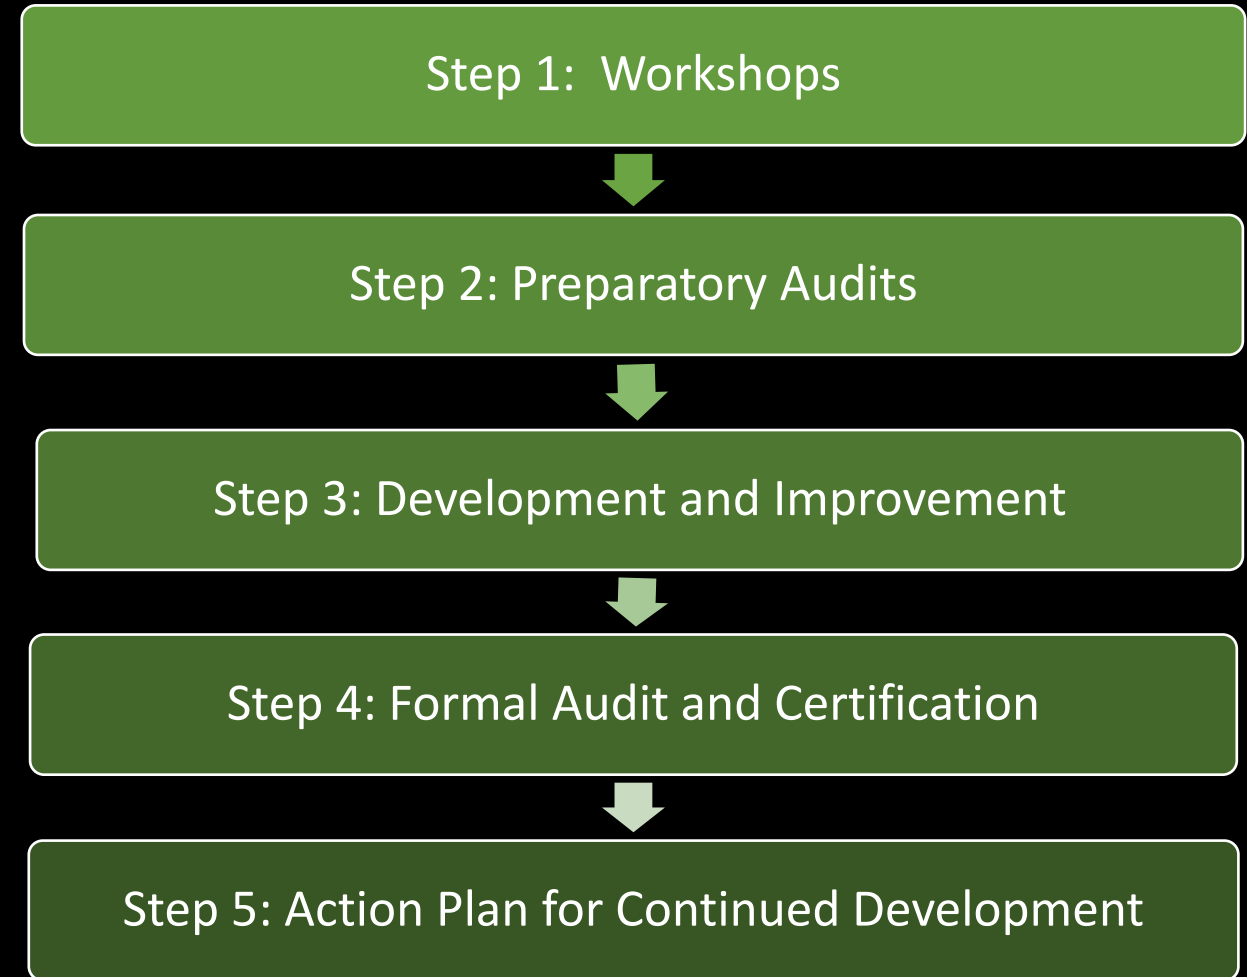 Step 1:  Workshops
Step 2: Preparatory Audits
Step 3: Development and Improvement
Step 4: Formal Audit and Certification
Step 5: Action Plan for Continued Development